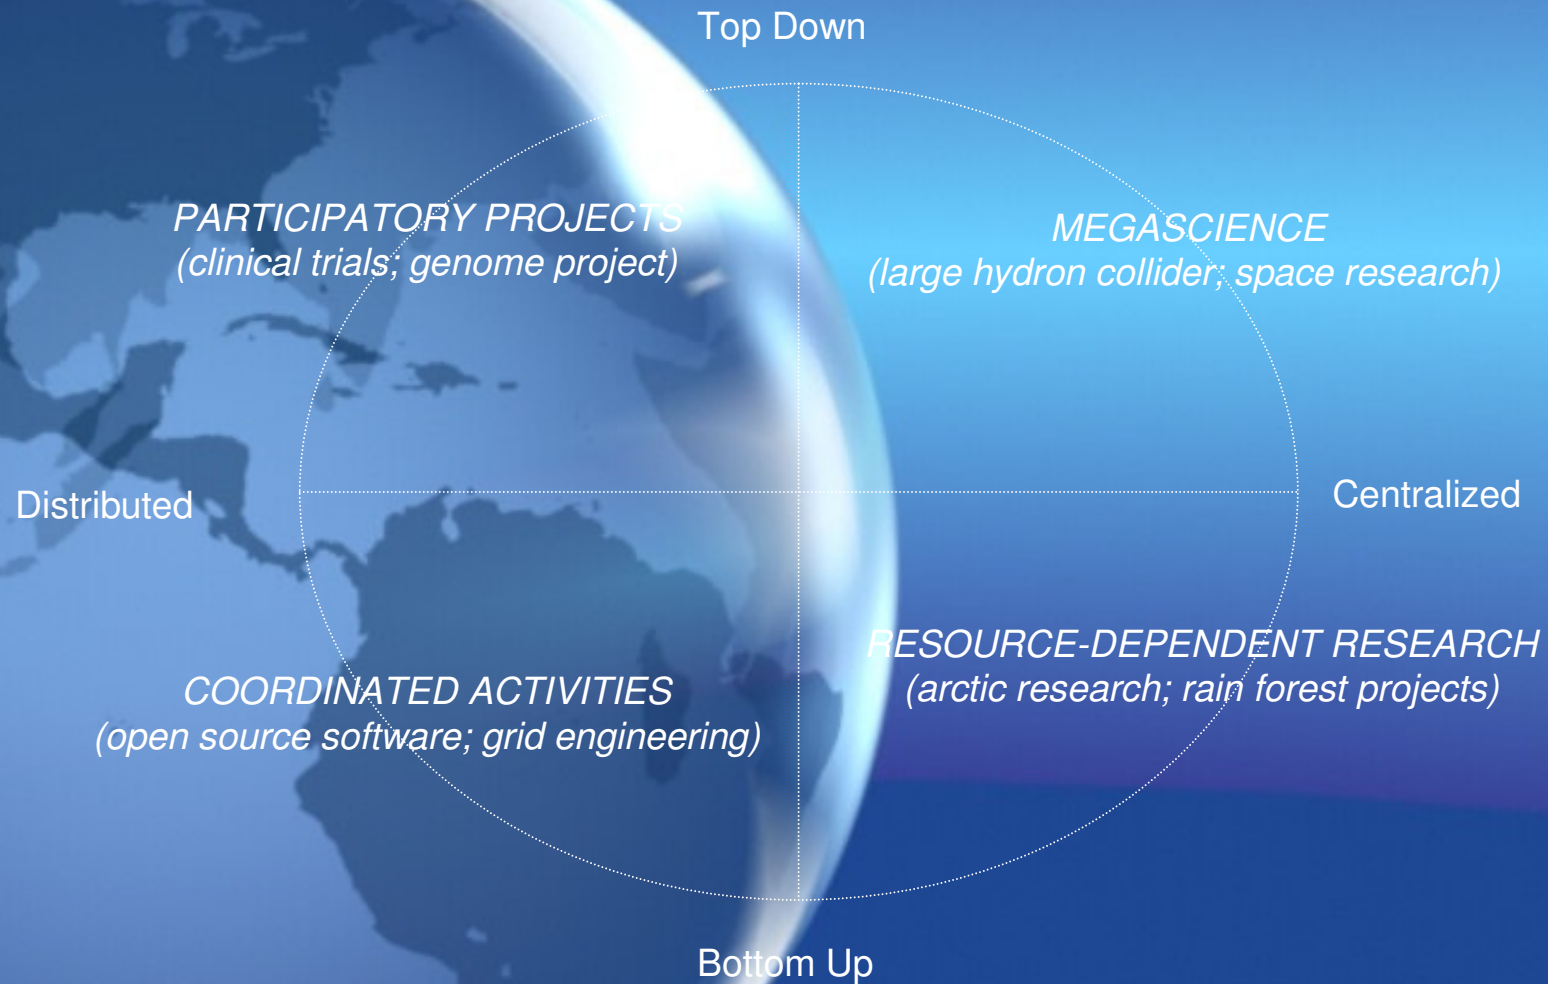 Top Down
PARTICIPATORY PROJECTS
(clinical trials; genome project)
MEGASCIENCE
(large hydron collider; space research)
Distributed
Centralized
COORDINATED ACTIVITIES
(open source software; grid engineering)
RESOURCE-DEPENDENT RESEARCH
(arctic research; rain forest projects)
Bottom Up